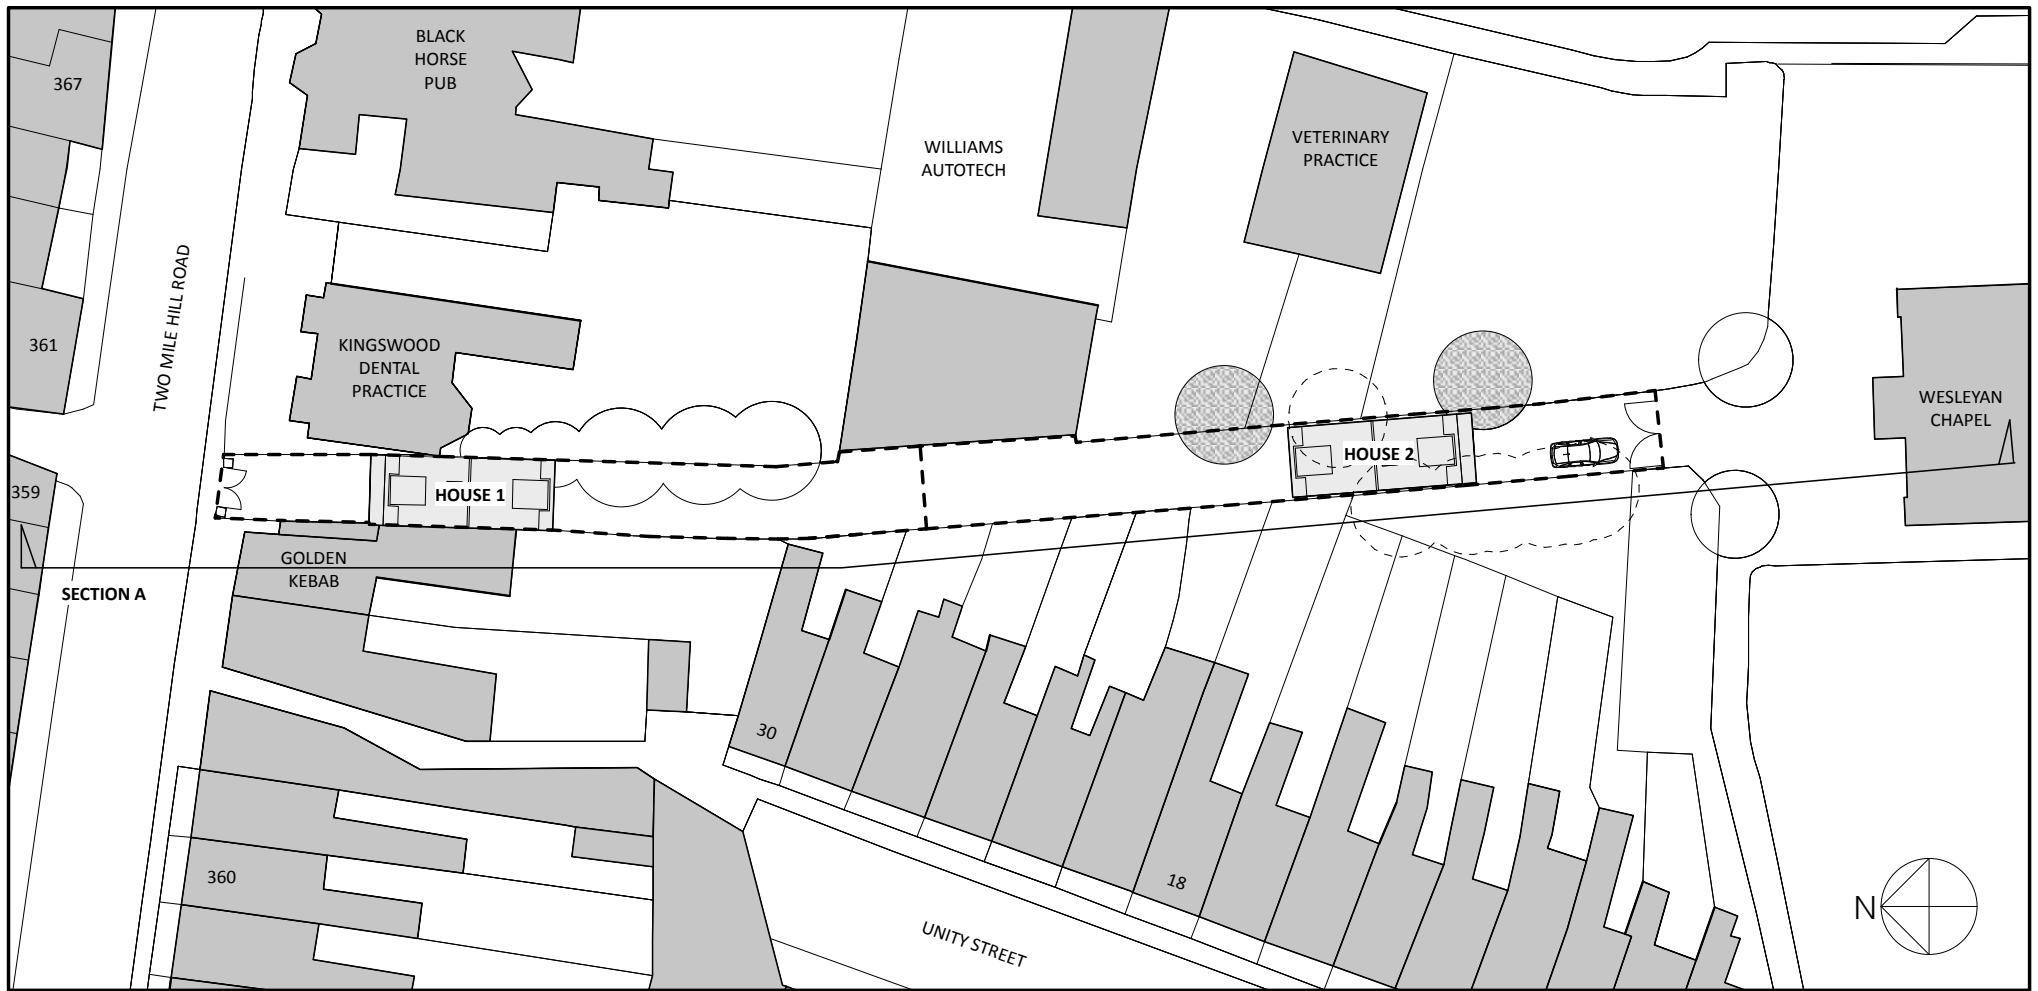 BLACK
HORSE
PUB
367
WILLIAMS
AUTOTECH
VETERINARY
PRACTICE
TWO MILE HILL ROAD
361
KINGSWOOD
DENTAL
PRACTICE
WESLEYAN
CHAPEL
HOUSE 2
359
HOUSE 1
GOLDEN
KEBAB
SECTION A
30
360
18
UNITY STREET
N